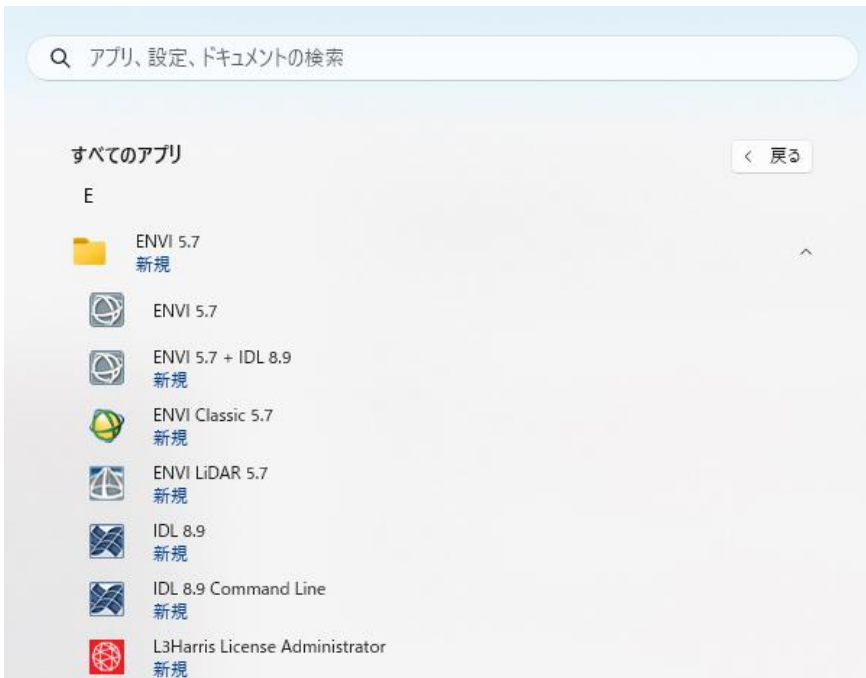 アプリ、設定、ドキュメントの検索
すべてのアプリ
戻る
E
ENVI 5.7
新規
ENVI 5.7
ENVI 5.7 + IDL 8.9
新規
ENVI Classic 5.7
新規
ENVI LiDAR 5.7
新規
IDL 8.9
新規
IDL 8.9 Command Line
新規
L3Harris License Administrator
新規